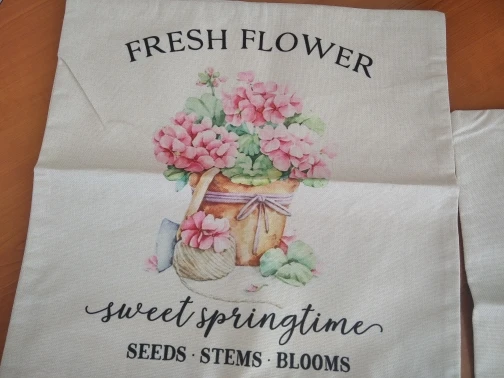 FRESH FLOWER
sweet springtime
SEEDS · STEMS · BLOOMS